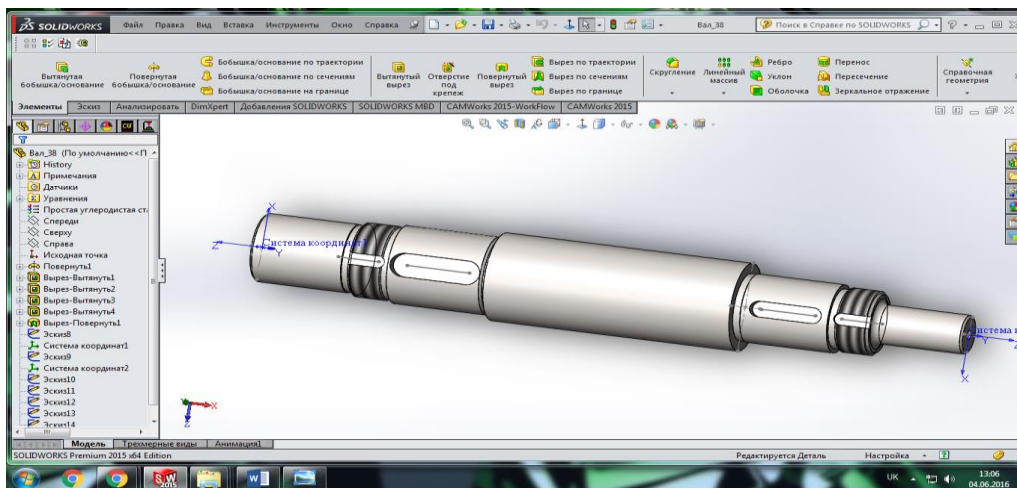 SOLIDWORKS Файл Правка Вид Вставка Инструменты Окно Справка Вал_38 Поиск в Справке по SOLIDWORKS
Вытянутая бобышка/основание
Повернутая бобышка/основание
Бобышка/основание по траектории
Бобышка/основание по сечениям
Бобышка/основание на границе
Вытянутый вырез
Отверстие под крепеж
Повернутый вырез
Вырез по траектории
Вырез по сечениям
Вырез по границе
Скругление
Линейный массив
Ребро
Уклон
Оболочка
Перенос
Пересечение
Зеркальное отражение
Справочная геометрия
Элементы Эскиз Анализировать DimXpert Добавления SOLIDWORKS SOLIDWORKS MBD CAMWorks 2015-WorkFlow CAMWorks 2015
Вал_38 (По умолчанию<<П
History
Примечания
Датчики
Уравнения
Простая углеродистая ст
Спереди
Сверху
Справа
Исходная точка
Повернуть1
Вырез-Вытянуть1
Вырез-Вытянуть2
Вырез-Вытянуть3
Вырез-Вытянуть4
Вырез-Повернуть1
Эскиз8
Система координат1
Эскиз9
Система координат2
Эскиз10
Эскиз11
Эскиз12
Эскиз13
Эскиз14
X
Z
Y
Система координат1
истема к
Y
Z
X
X
Z
Модель Трехмерные виды Анимация1
SOLIDWORKS Premium 2015 x64 Edition Редактируется Деталь Настройка
UK 13:06
04.06.2016